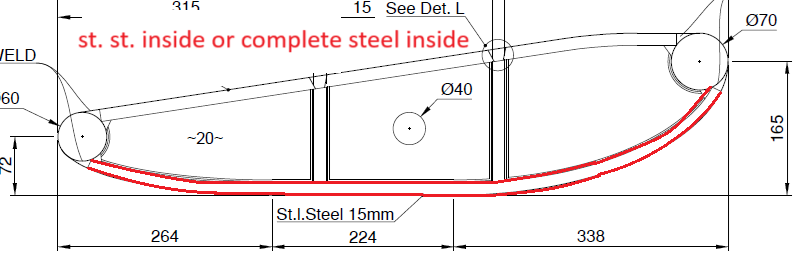 315
15
See Det. L
Ø70
st. st. inside or complete steel inside
WELD
Ø60
Ø40
~20~
72
165
St.I.Steel 15mm
264
224
338